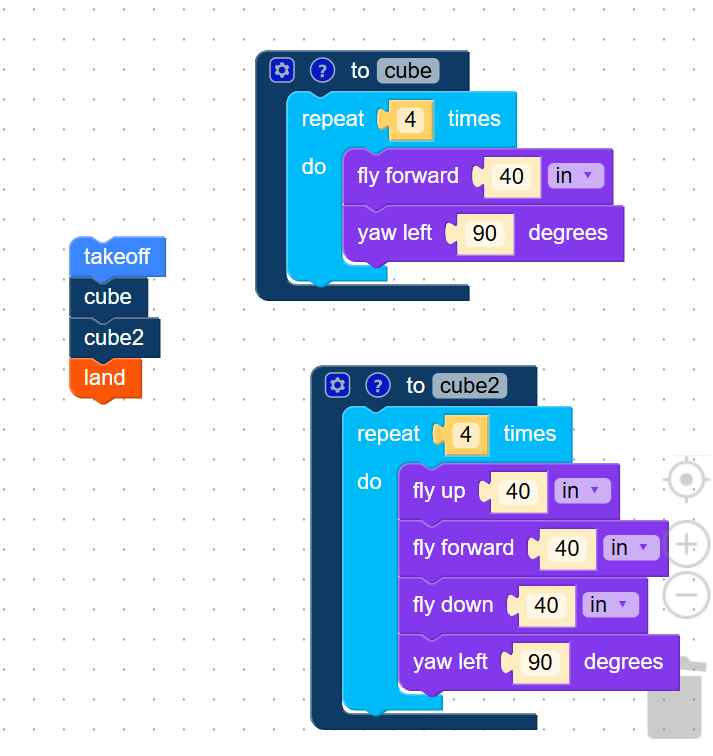 ? to cube
repeat 4 times
do
fly forward 40 in
yaw left 90 degrees
takeoff
cube
cube2
land
? to cube2
repeat 4 times
do
fly up 40 in
fly forward 40 in
fly down 40 in
yaw left 90 degrees